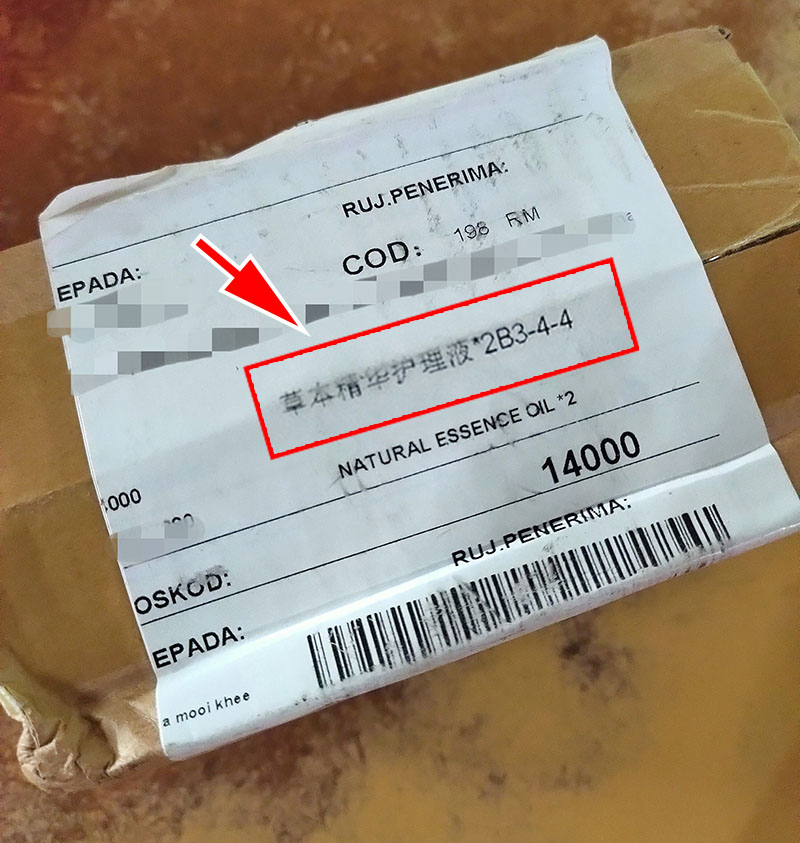 RUJ.PENERIMA:
EPADA:
COD: 198 RM
草本精华护理液*2B3-4-4
NATURAL ESSENCE OIL *2
000
14000
OSKOD:
RUJ.PENERIMA:
EPADA:
a mooi khee